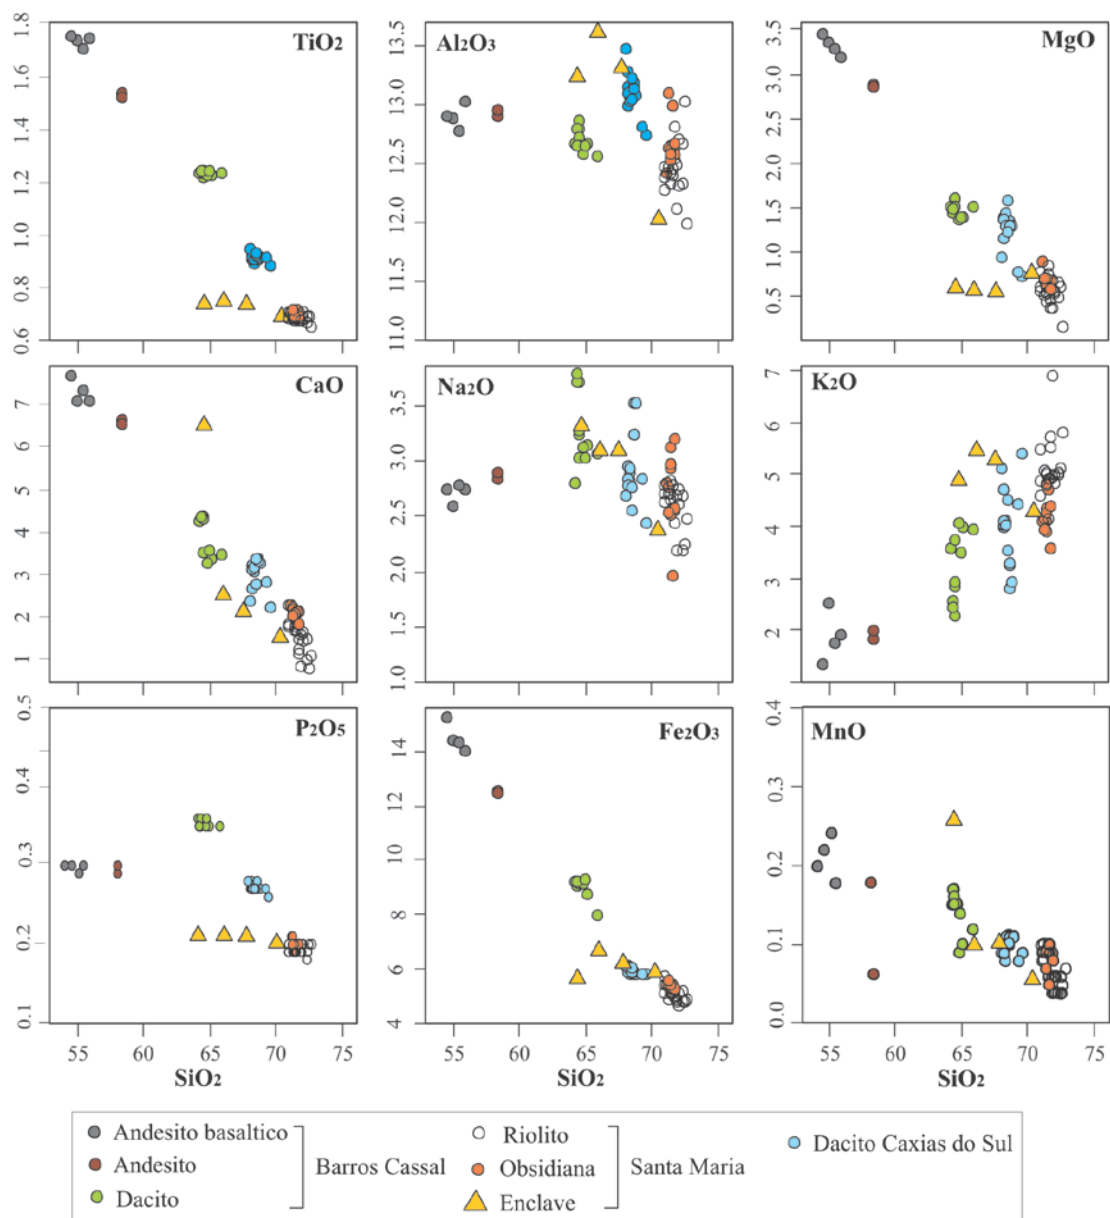 TiO2
1.8
1.6
1.4
1.2
1.0
0.8
0.6
Al2O3
13.5
13.0
12.5
12.0
11.5
11.0
MgO
3.5
3.0
2.5
2.0
1.5
1.0
0.5
CaO
7
6
5
4
3
2
1
Na2O
3.5
3.0
2.5
2.0
1.5
1.0
K2O
7
6
5
4
3
2
P2O5
0.5
0.4
0.3
0.2
0.1
Fe2O3
14
12
10
8
6
4
MnO
0.4
0.3
0.2
0.1
0.0
55 60 65 70 75
55 60 65 70 75
55 60 65 70 75
SiO2 SiO2 SiO2
Andesito basaltico
Andesito
Dacito
Barros Cassal
Riolito
Obsidiana
Enclave
Santa Maria
Dacito Caxias do Sul